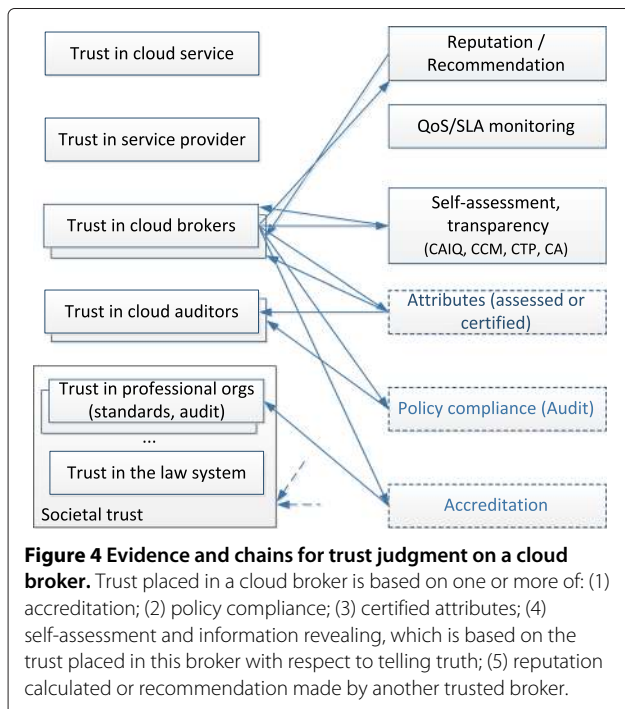 Trust in cloud service
Trust in service provider
Trust in cloud brokers
Trust in cloud auditors
Trust in professional orgs
(standards, audit)
...
Trust in the law system
Societal trust
Reputation /
Recommendation
QoS/SLA monitoring
Self-assessment,
transparency
(CAIQ, CCM, CTP, CA)
Attributes (assessed or
certified)
Policy compliance (Audit)
Accreditation
Figure 4 Evidence and chains for trust judgment on a cloud
broker. Trust placed in a cloud broker is based on one or more of: (1)
accreditation; (2) policy compliance; (3) certified attributes; (4)
self-assessment and information revealing, which is based on the
trust placed in this broker with respect to telling truth; (5) reputation
calculated or recommendation made by another trusted broker.